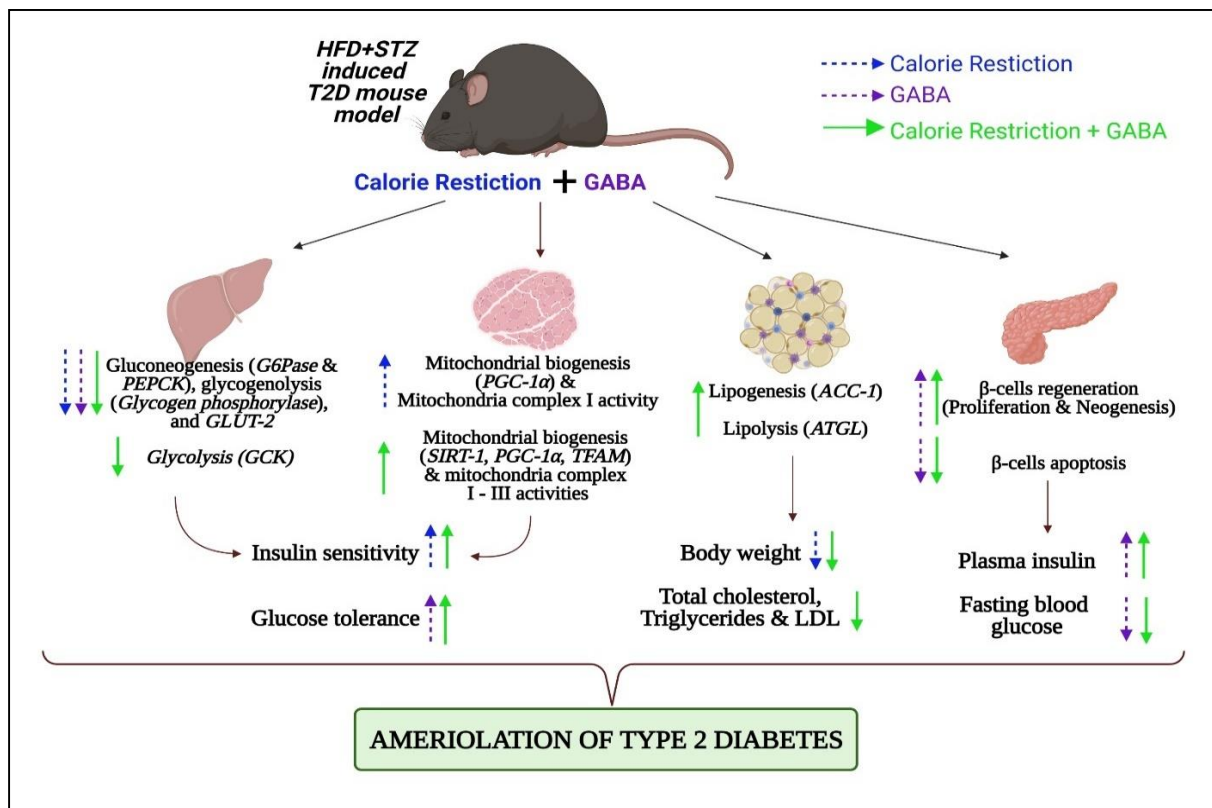 HFD+STZ
induced
T2D mouse
model
Calorie Restiction
GABA
Calorie Restriction + GABA
Calorie Restiction + GABA
Gluconeogenesis (G6Pase &
PEPCK), glycogenolysis
(Glycogen phosphorylase),
and GLUT-2
Glycolysis (GCK)
Mitochondrial biogenesis
(PGC-1α) &
Mitochondria complex I activity
Mitochondrial biogenesis
(SIRT-1, PGC-1α, TFAM)
& mitochondria complex
I - III activities
Lipogenesis (ACC-1)
Lipolysis (ATGL)
β-cells regeneration
(Proliferation & Neogenesis)
β-cells apoptosis
Insulin sensitivity
Glucose tolerance
Body weight
Total cholesterol,
Triglycerides & LDL
Plasma insulin
Fasting blood
glucose
AMERIOLATION OF TYPE 2 DIABETES